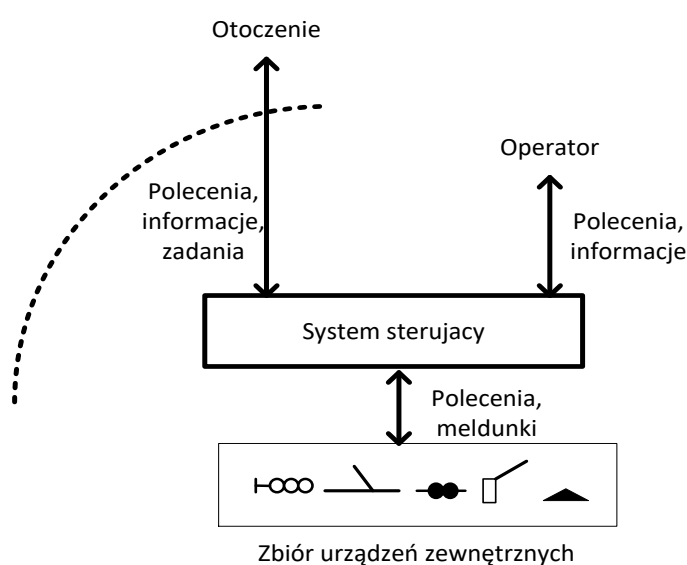 Otoczenie
Operator
Polecenia,
informacje,
zadania
Polecenia,
informacje
System sterujacy
Polecenia,
meldunki
Zbiór urządzeń zewnętrznych